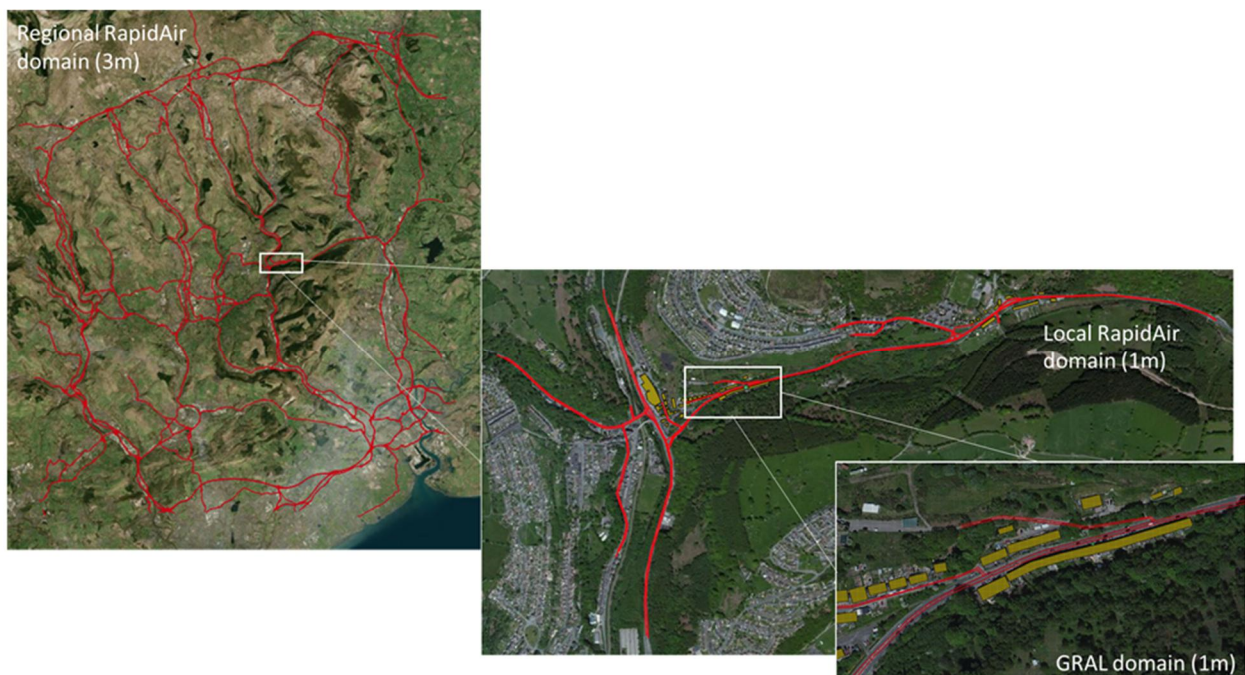 Regional RapidAir
domain (3m)
Local RapidAir
domain (1m)
GRAL domain (1m)